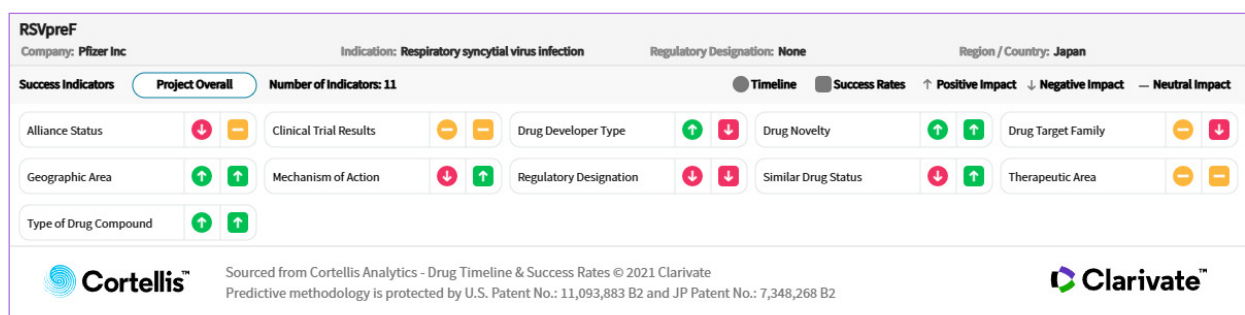 RSVpreF
Company: Pfizer Inc Indication: Respiratory syncytial virus infection Regulatory Designation: None Region / Country: Japan
Success Indicators Project Overall Number of Indicators: 11 Timeline Success Rates ↑ Positive Impact ↓ Negative Impact — Neutral Impact
Alliance Status Clinical Trial Results Drug Developer Type Drug Novelty Drug Target Family
Geographic Area Mechanism of Action Regulatory Designation Similar Drug Status Therapeutic Area
Type of Drug Compound
Cortellis™ Sourced from Cortellis Analytics - Drug Timeline & Success Rates © 2021 Clarivate Clarivate™
Predictive methodology is protected by U.S. Patent No.: 11,093,883 B2 and JP Patent No.: 7,348,268 B2